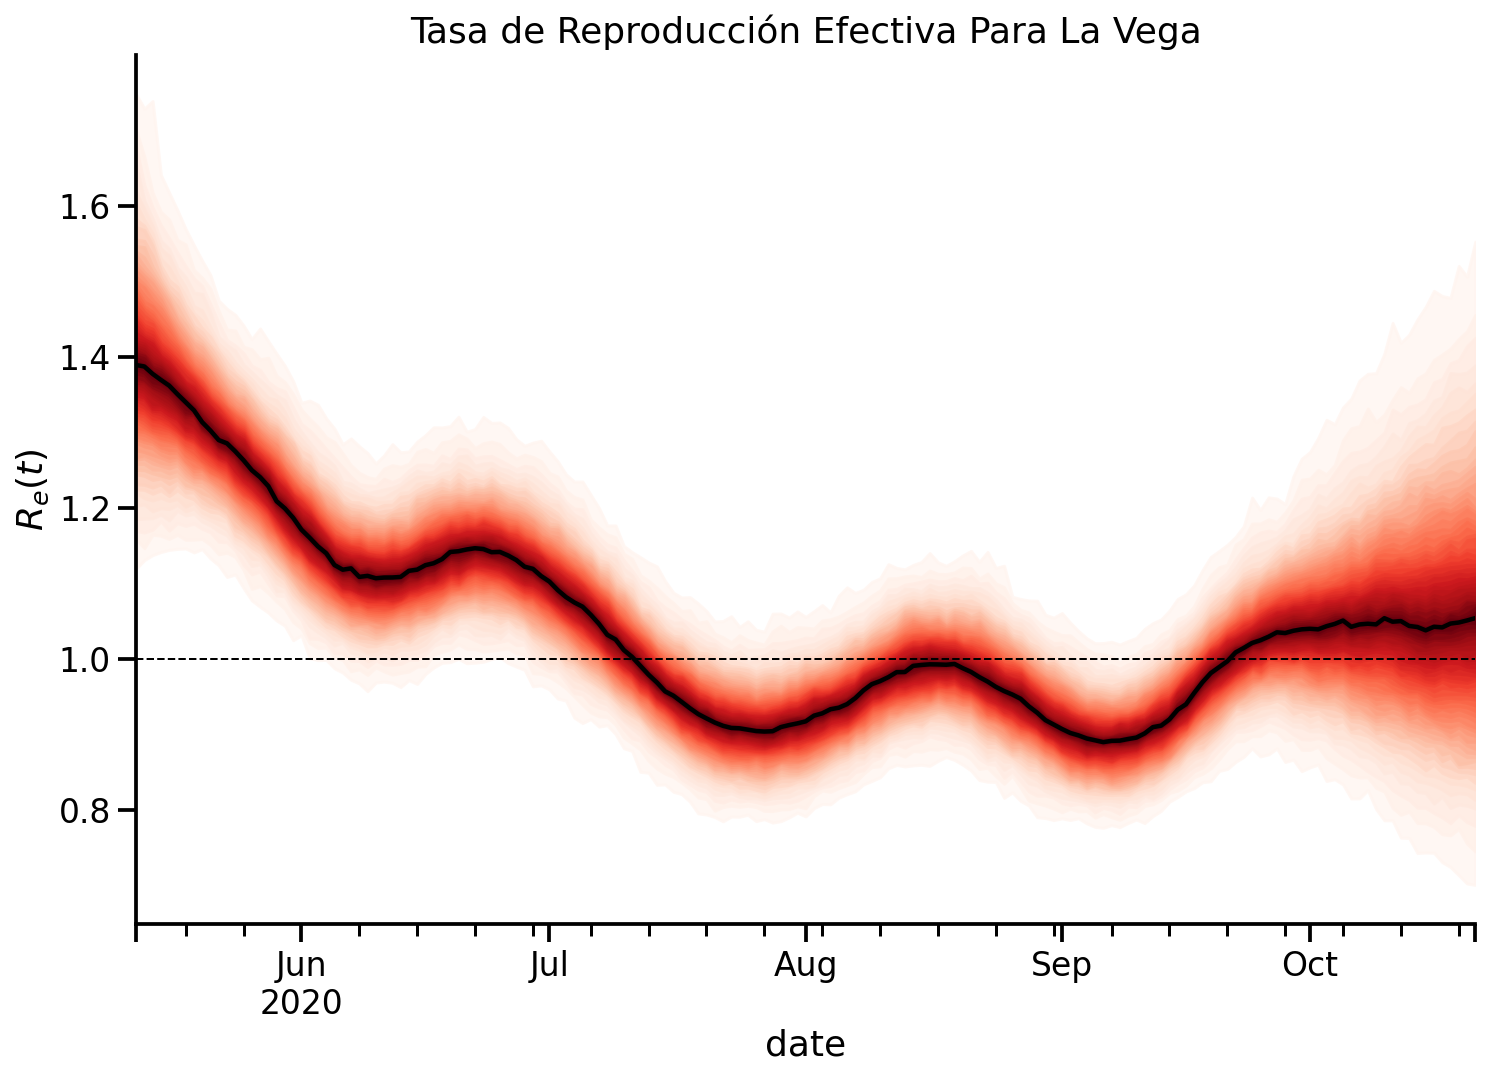 Tasa de Reproducción Efectiva Para La Vega
1.6
1.4
1.2
1.0
0.8
R_e(t)
Jun
2020
Jul
Aug
Sep
Oct
date